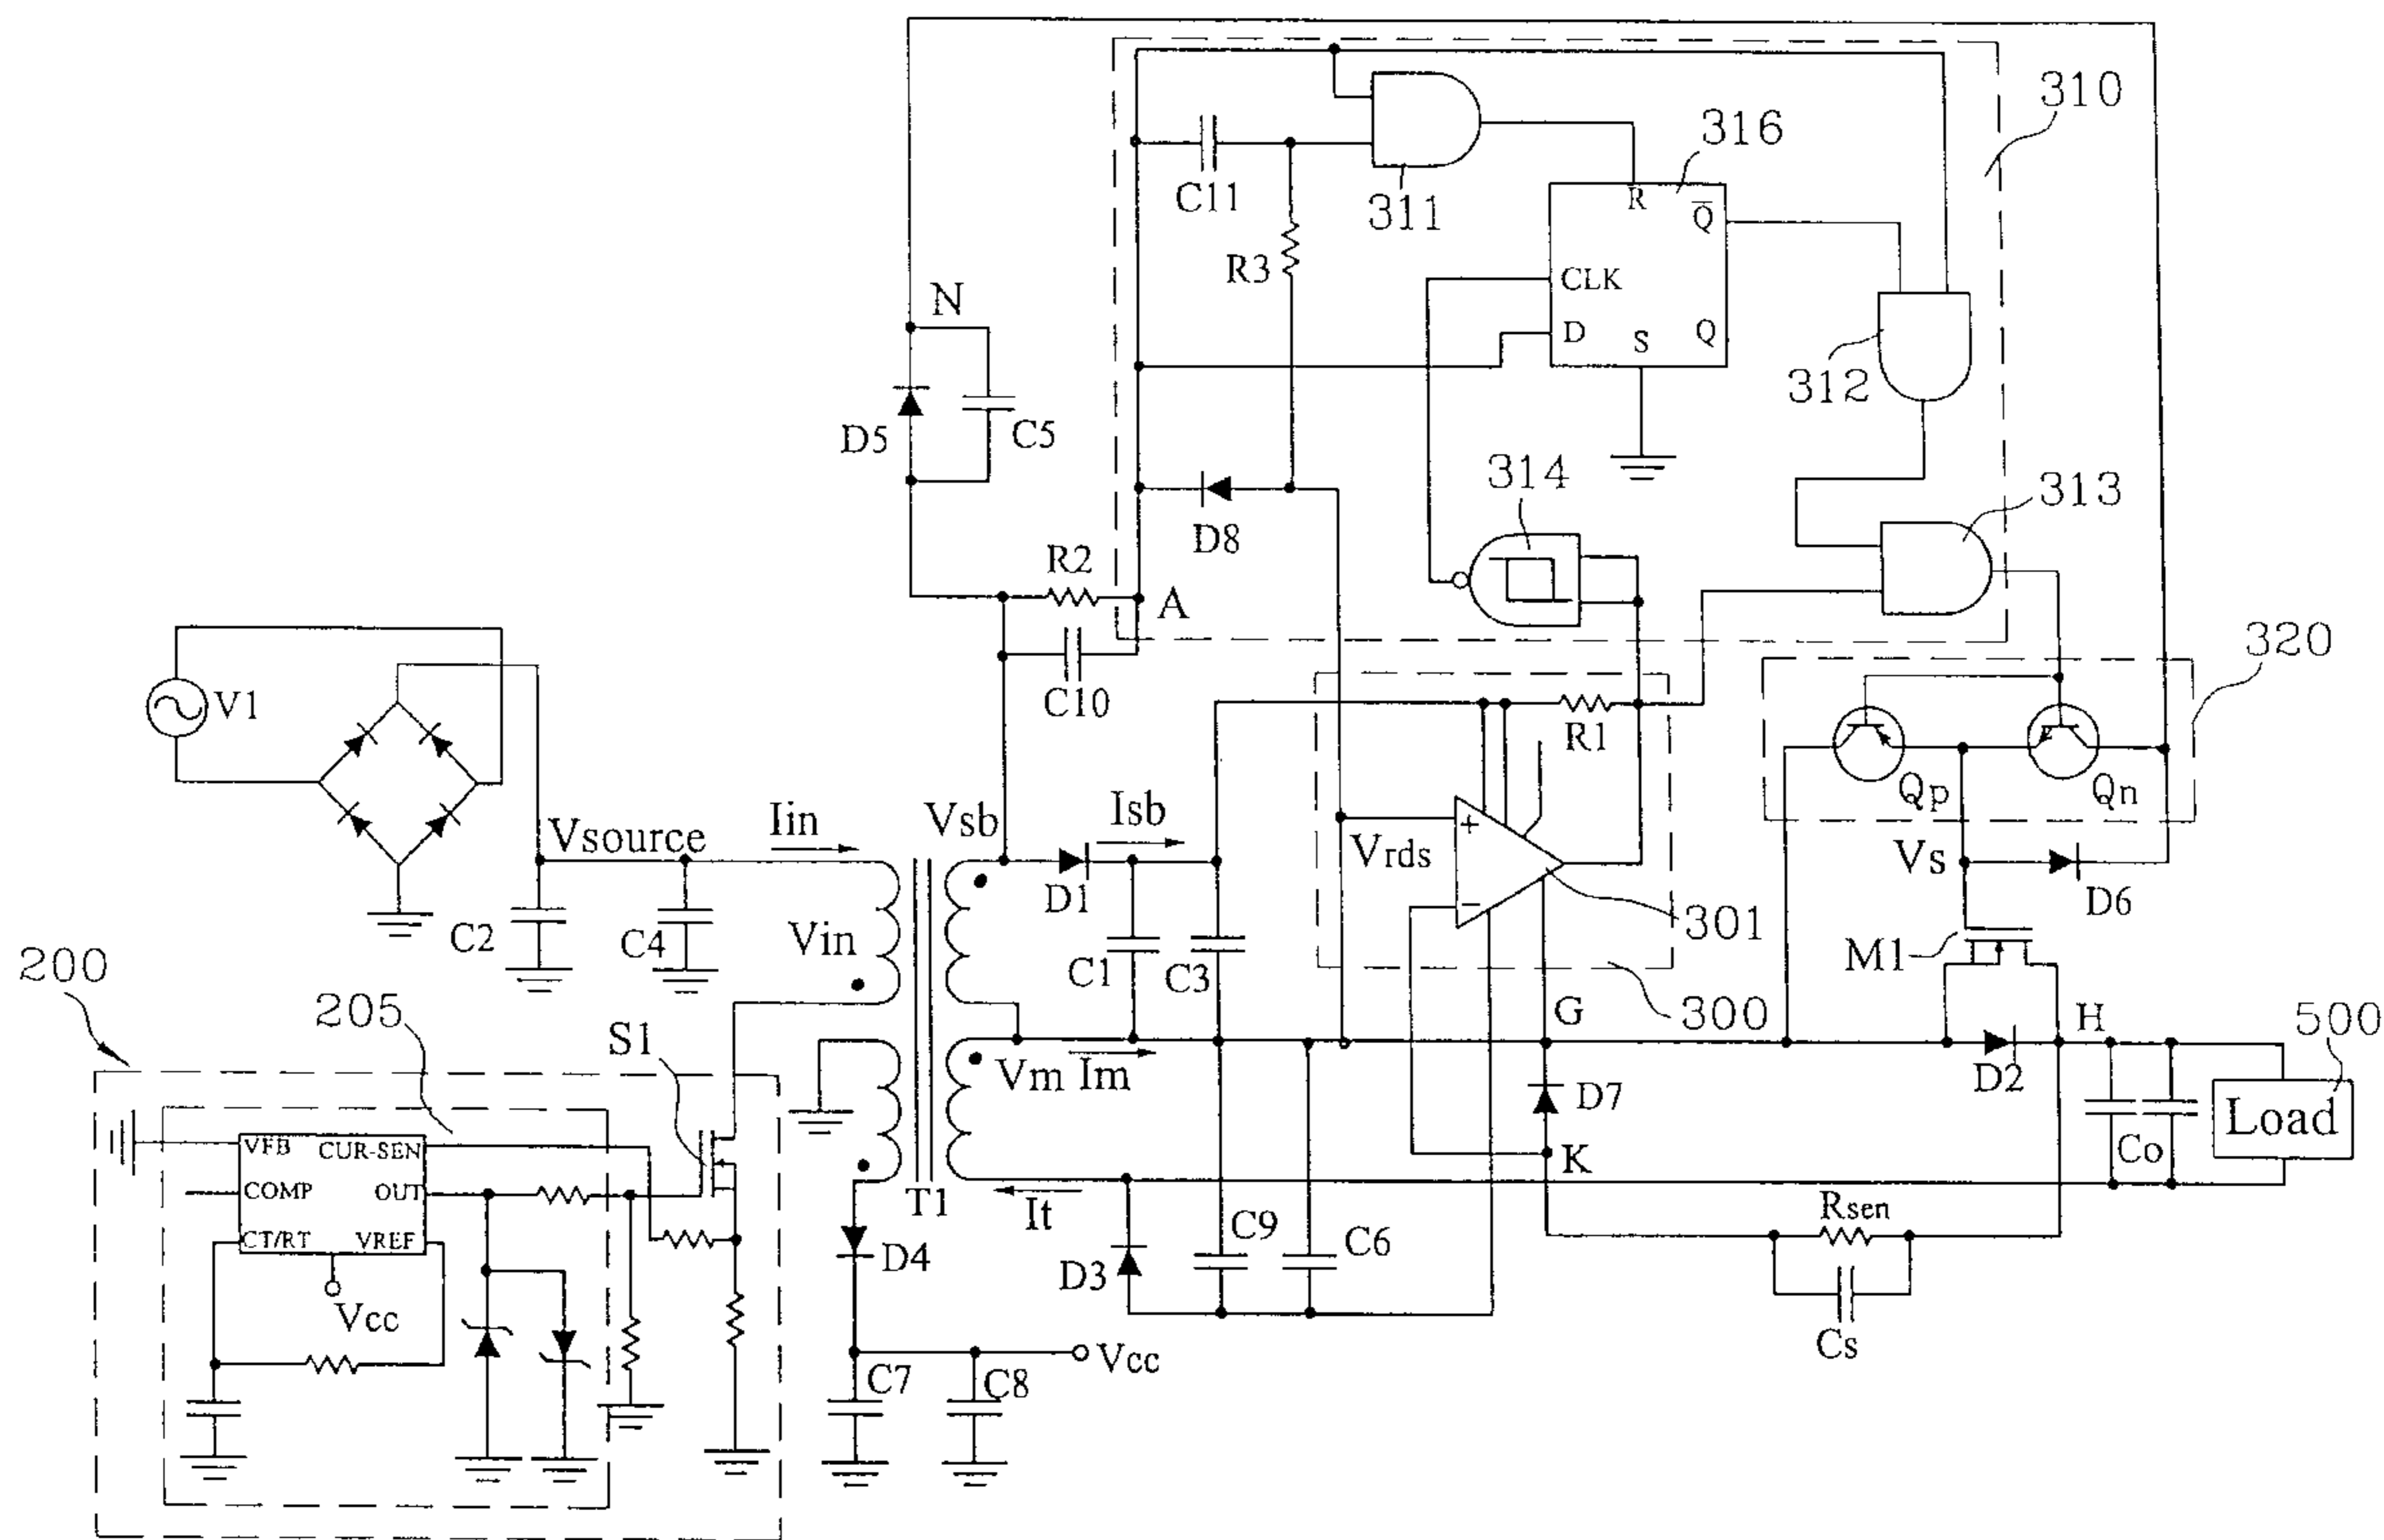 310
316
R
Q̅
C11
311
R3
CLK
N
D
S
Q
312
D5
C5
314
313
D8
R2
A
320
V1
C10
R1
Qp
Qn
Vsource
Iin
Vsb
Isb
Vrds
+
Vs
D1
D6
−
301
C2
C4
Vin
C1
C3
M1
200
300
205
G
H
500
S1
Vm
Im
D2
D7
Load
VFB
CUR-SEN
K
Co
COMP
OUT
T1
It
Rsen
C9
C6
CT/RT
VREF
D4
D3
Vcc
Cs
Vcc
C7
C8